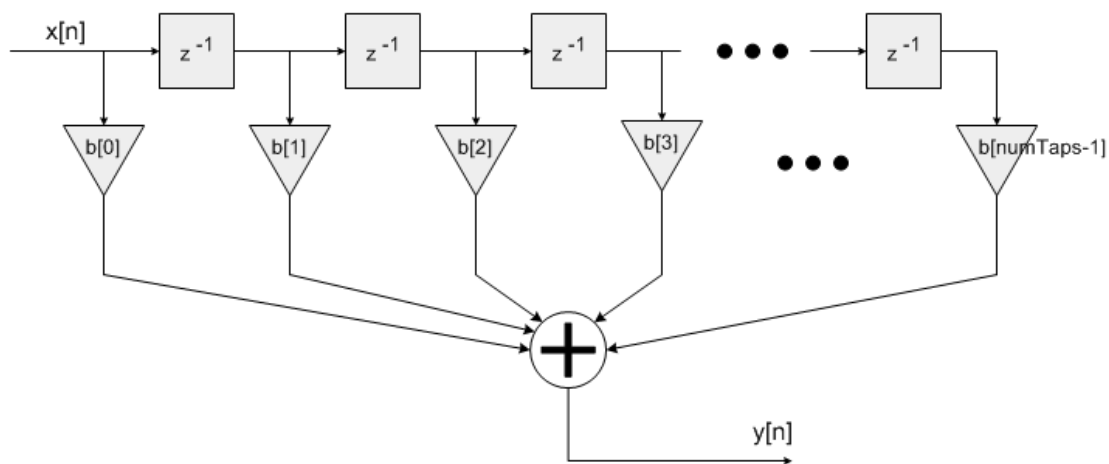 x[n]
z -1
z -1
z -1
z -1
b[0]
b[1]
b[2]
b[3]
b[numTaps-1]
y[n]